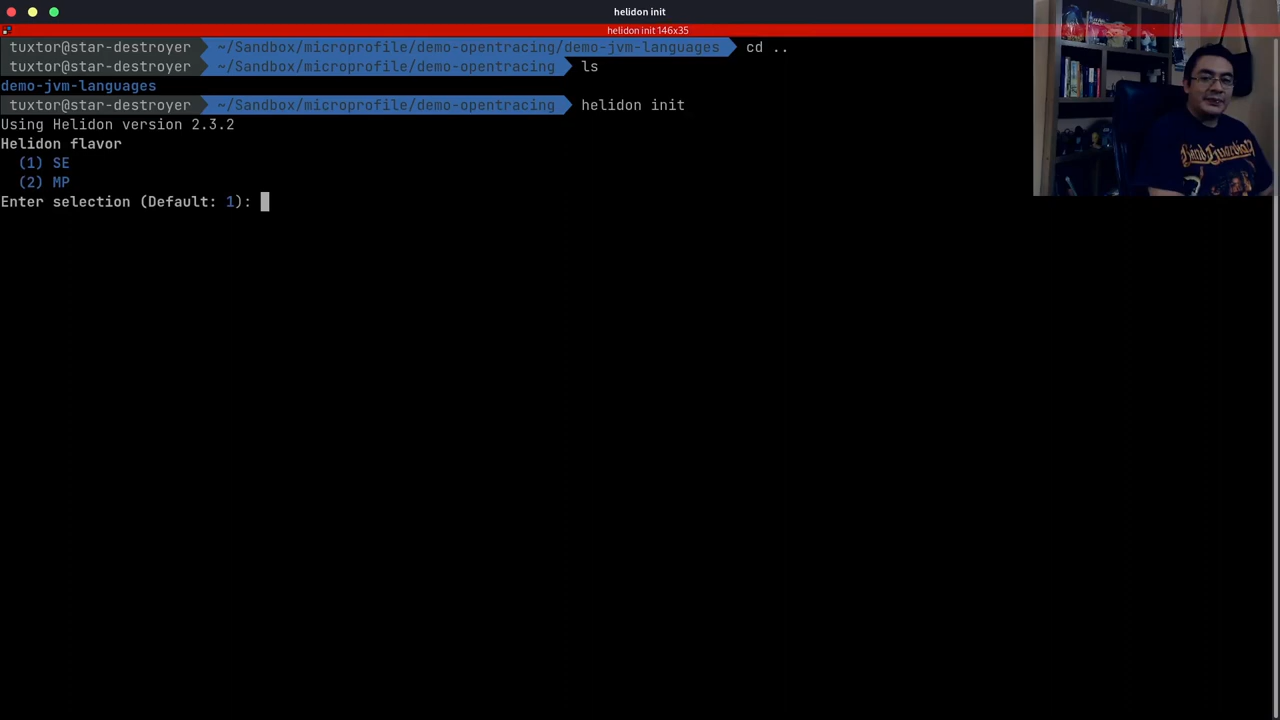 helidon init
helidon init 146x35
tuxtor@star-destroyer ~/Sandbox/microprofile/demo-opentracing/demo-jvm-languages cd ..
tuxtor@star-destroyer ~/Sandbox/microprofile/demo-opentracing ls
demo-jvm-languages
tuxtor@star-destroyer ~/Sandbox/microprofile/demo-opentracing helidon init
Using Helidon version 2.3.2
Helidon flavor
(1) SE
(2) MP
Enter selection (Default: 1):
Blind Guardian